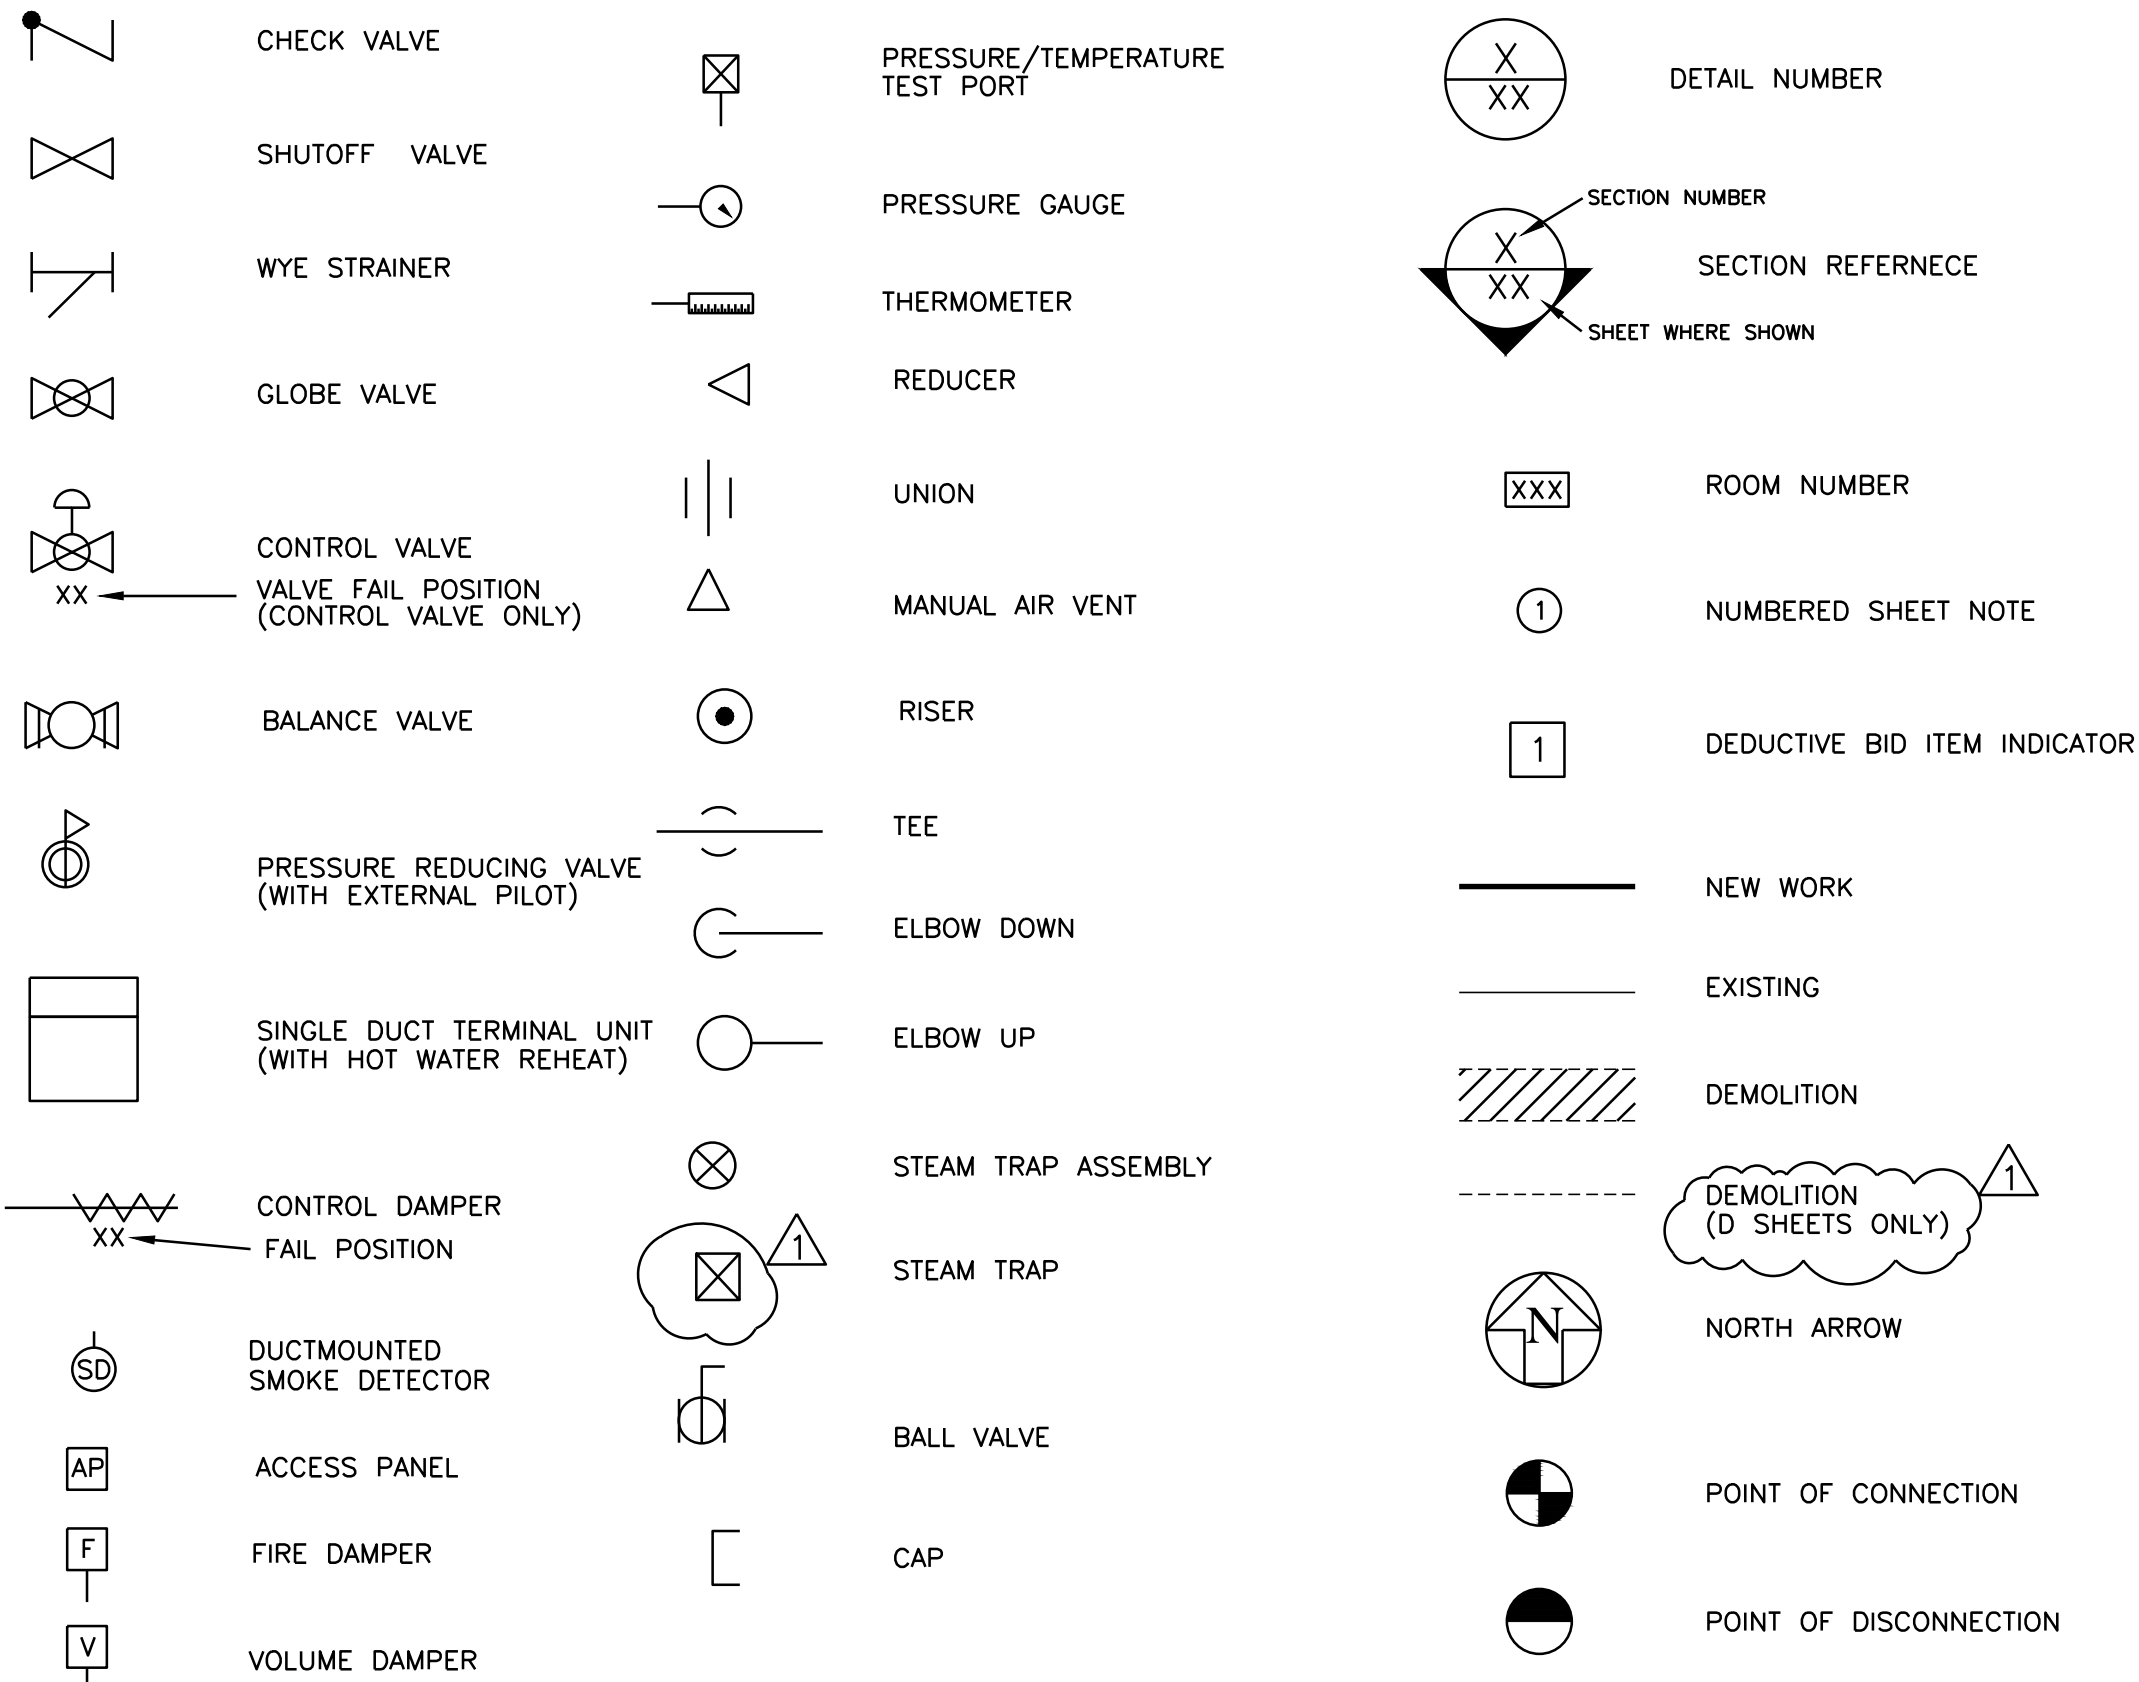 CHECK VALVE
SHUTOFF VALVE
WYE STRAINER
GLOBE VALVE
CONTROL VALVE
XX
VALVE FAIL POSITION
(CONTROL VALVE ONLY)
BALANCE VALVE
PRESSURE REDUCING VALVE
(WITH EXTERNAL PILOT)
SINGLE DUCT TERMINAL UNIT
(WITH HOT WATER REHEAT)
CONTROL DAMPER
XX
FAIL POSITION
SD
DUCTMOUNTED
SMOKE DETECTOR
AP
ACCESS PANEL
F
FIRE DAMPER
V
VOLUME DAMPER
PRESSURE/TEMPERATURE
TEST PORT
PRESSURE GAUGE
THERMOMETER
REDUCER
UNION
MANUAL AIR VENT
RISER
TEE
ELBOW DOWN
ELBOW UP
STEAM TRAP ASSEMBLY
1
STEAM TRAP
BALL VALVE
CAP
X
XX
DETAIL NUMBER
SECTION NUMBER
X
XX
SECTION REFERNECE
SHEET WHERE SHOWN
XXX
ROOM NUMBER
1
NUMBERED SHEET NOTE
1
DEDUCTIVE BID ITEM INDICATOR
NEW WORK
EXISTING
DEMOLITION
1
DEMOLITION
(D SHEETS ONLY)
N
NORTH ARROW
POINT OF CONNECTION
POINT OF DISCONNECTION